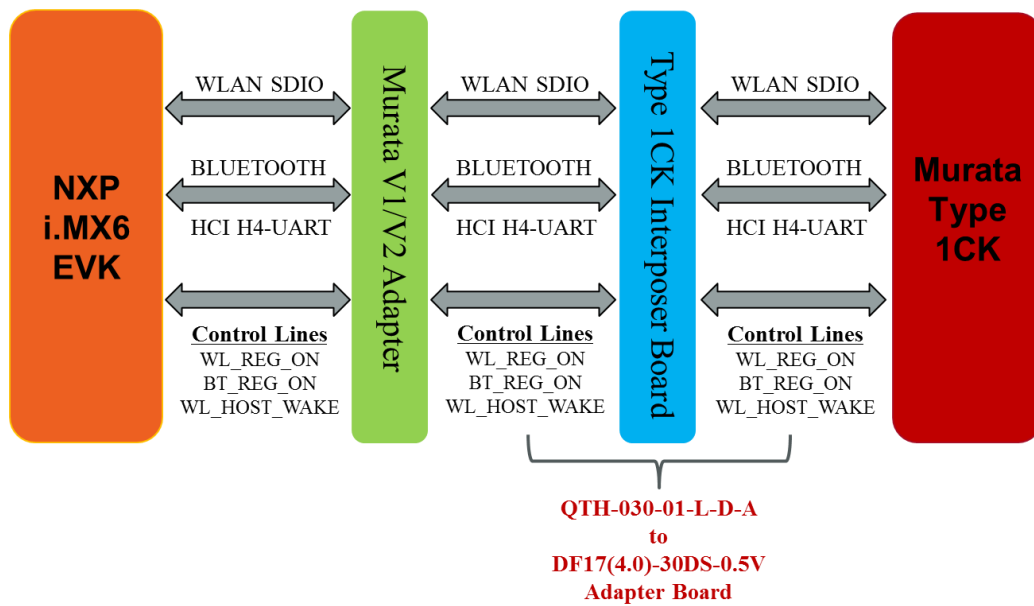 NXP
i.MX6
EVK
WLAN SDIO
BLUETOOTH
HCI H4-UART
Control Lines
WL_REG_ON
BT_REG_ON
WL_HOST_WAKE
Murata V1/V2 Adapter
WLAN SDIO
BLUETOOTH
HCI H4-UART
Control Lines
WL_REG_ON
BT_REG_ON
WL_HOST_WAKE
Type 1CK Interposer Board
WLAN SDIO
BLUETOOTH
HCI H4-UART
Control Lines
WL_REG_ON
BT_REG_ON
WL_HOST_WAKE
Murata
Type
1CK
QTH-030-01-L-D-A
to
DF17(4.0)-30DS-0.5V
Adapter Board